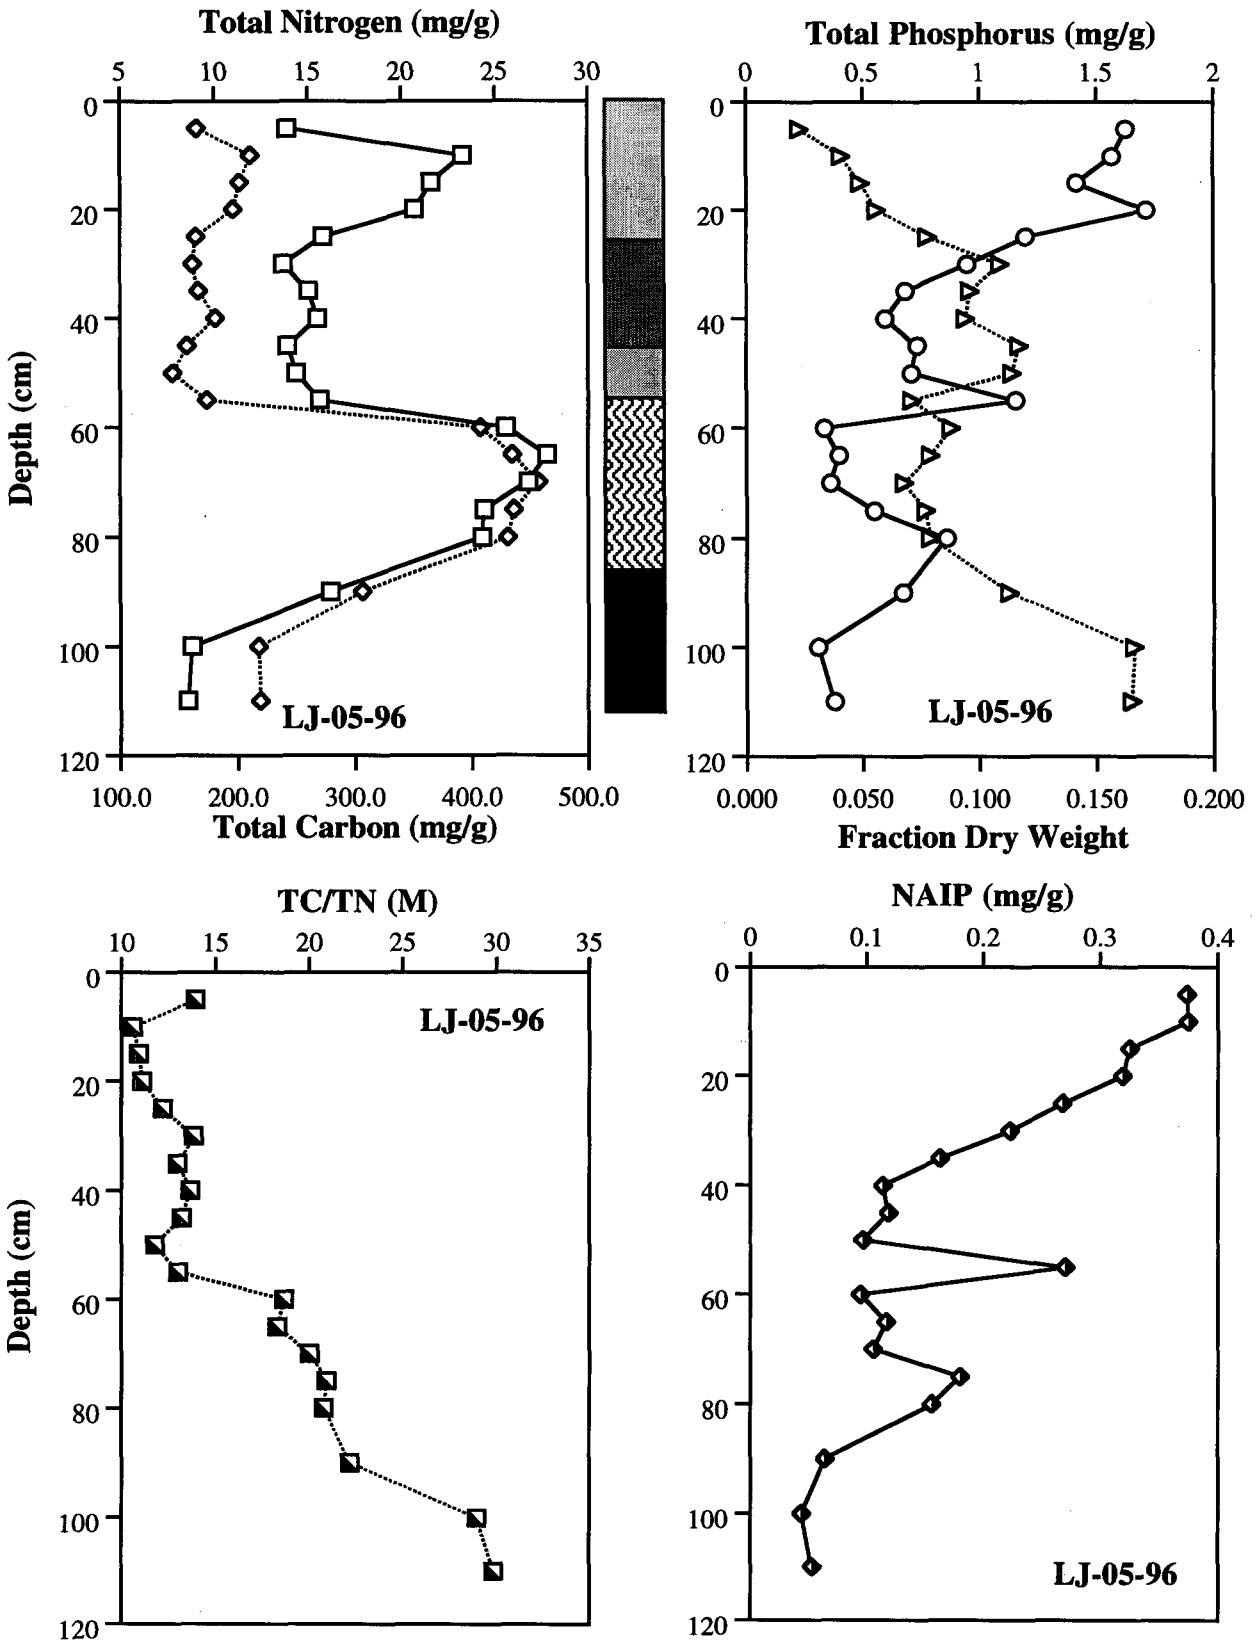 Total Nitrogen (mg/g)
5 10 15 20 25 30
0
20
40
60
80
100
120
Depth (cm)
LJ-05-96
100.0 200.0 300.0 400.0 500.0
Total Carbon (mg/g)
Total Phosphorus (mg/g)
0 0.5 1 1.5 2
0
20
40
60
80
100
120
LJ-05-96
0.000 0.050 0.100 0.150 0.200
Fraction Dry Weight
TC/TN (M)
10 15 20 25 30 35
0
20
40
60
80
100
120
Depth (cm)
LJ-05-96
NAIP (mg/g)
0 0.1 0.2 0.3 0.4
0
20
40
60
80
100
120
LJ-05-96